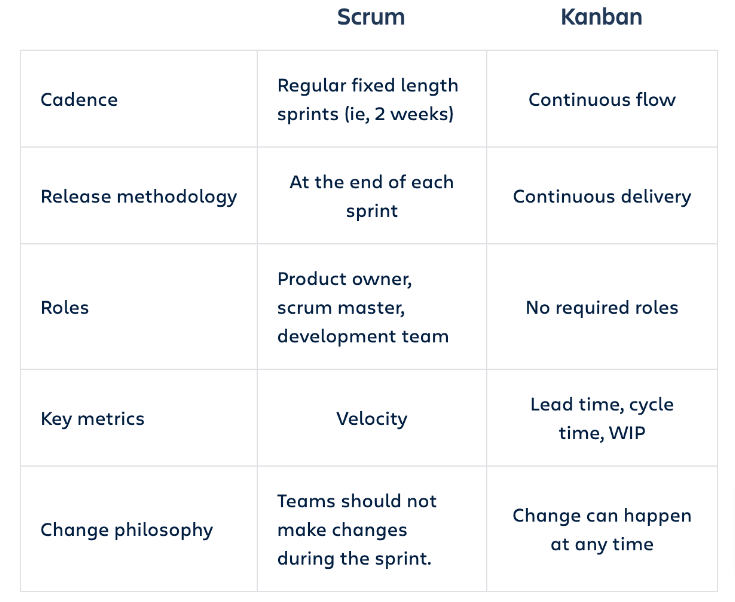 Scrum Kanban
Cadence
Regular fixed length
sprints (ie, 2 weeks)
Continuous flow
Release methodology
At the end of each
sprint
Continuous delivery
Roles
Product owner,
scrum master,
development team
No required roles
Key metrics
Velocity
Lead time, cycle
time, WIP
Change philosophy
Teams should not
make changes
during the sprint.
Change can happen
at any time